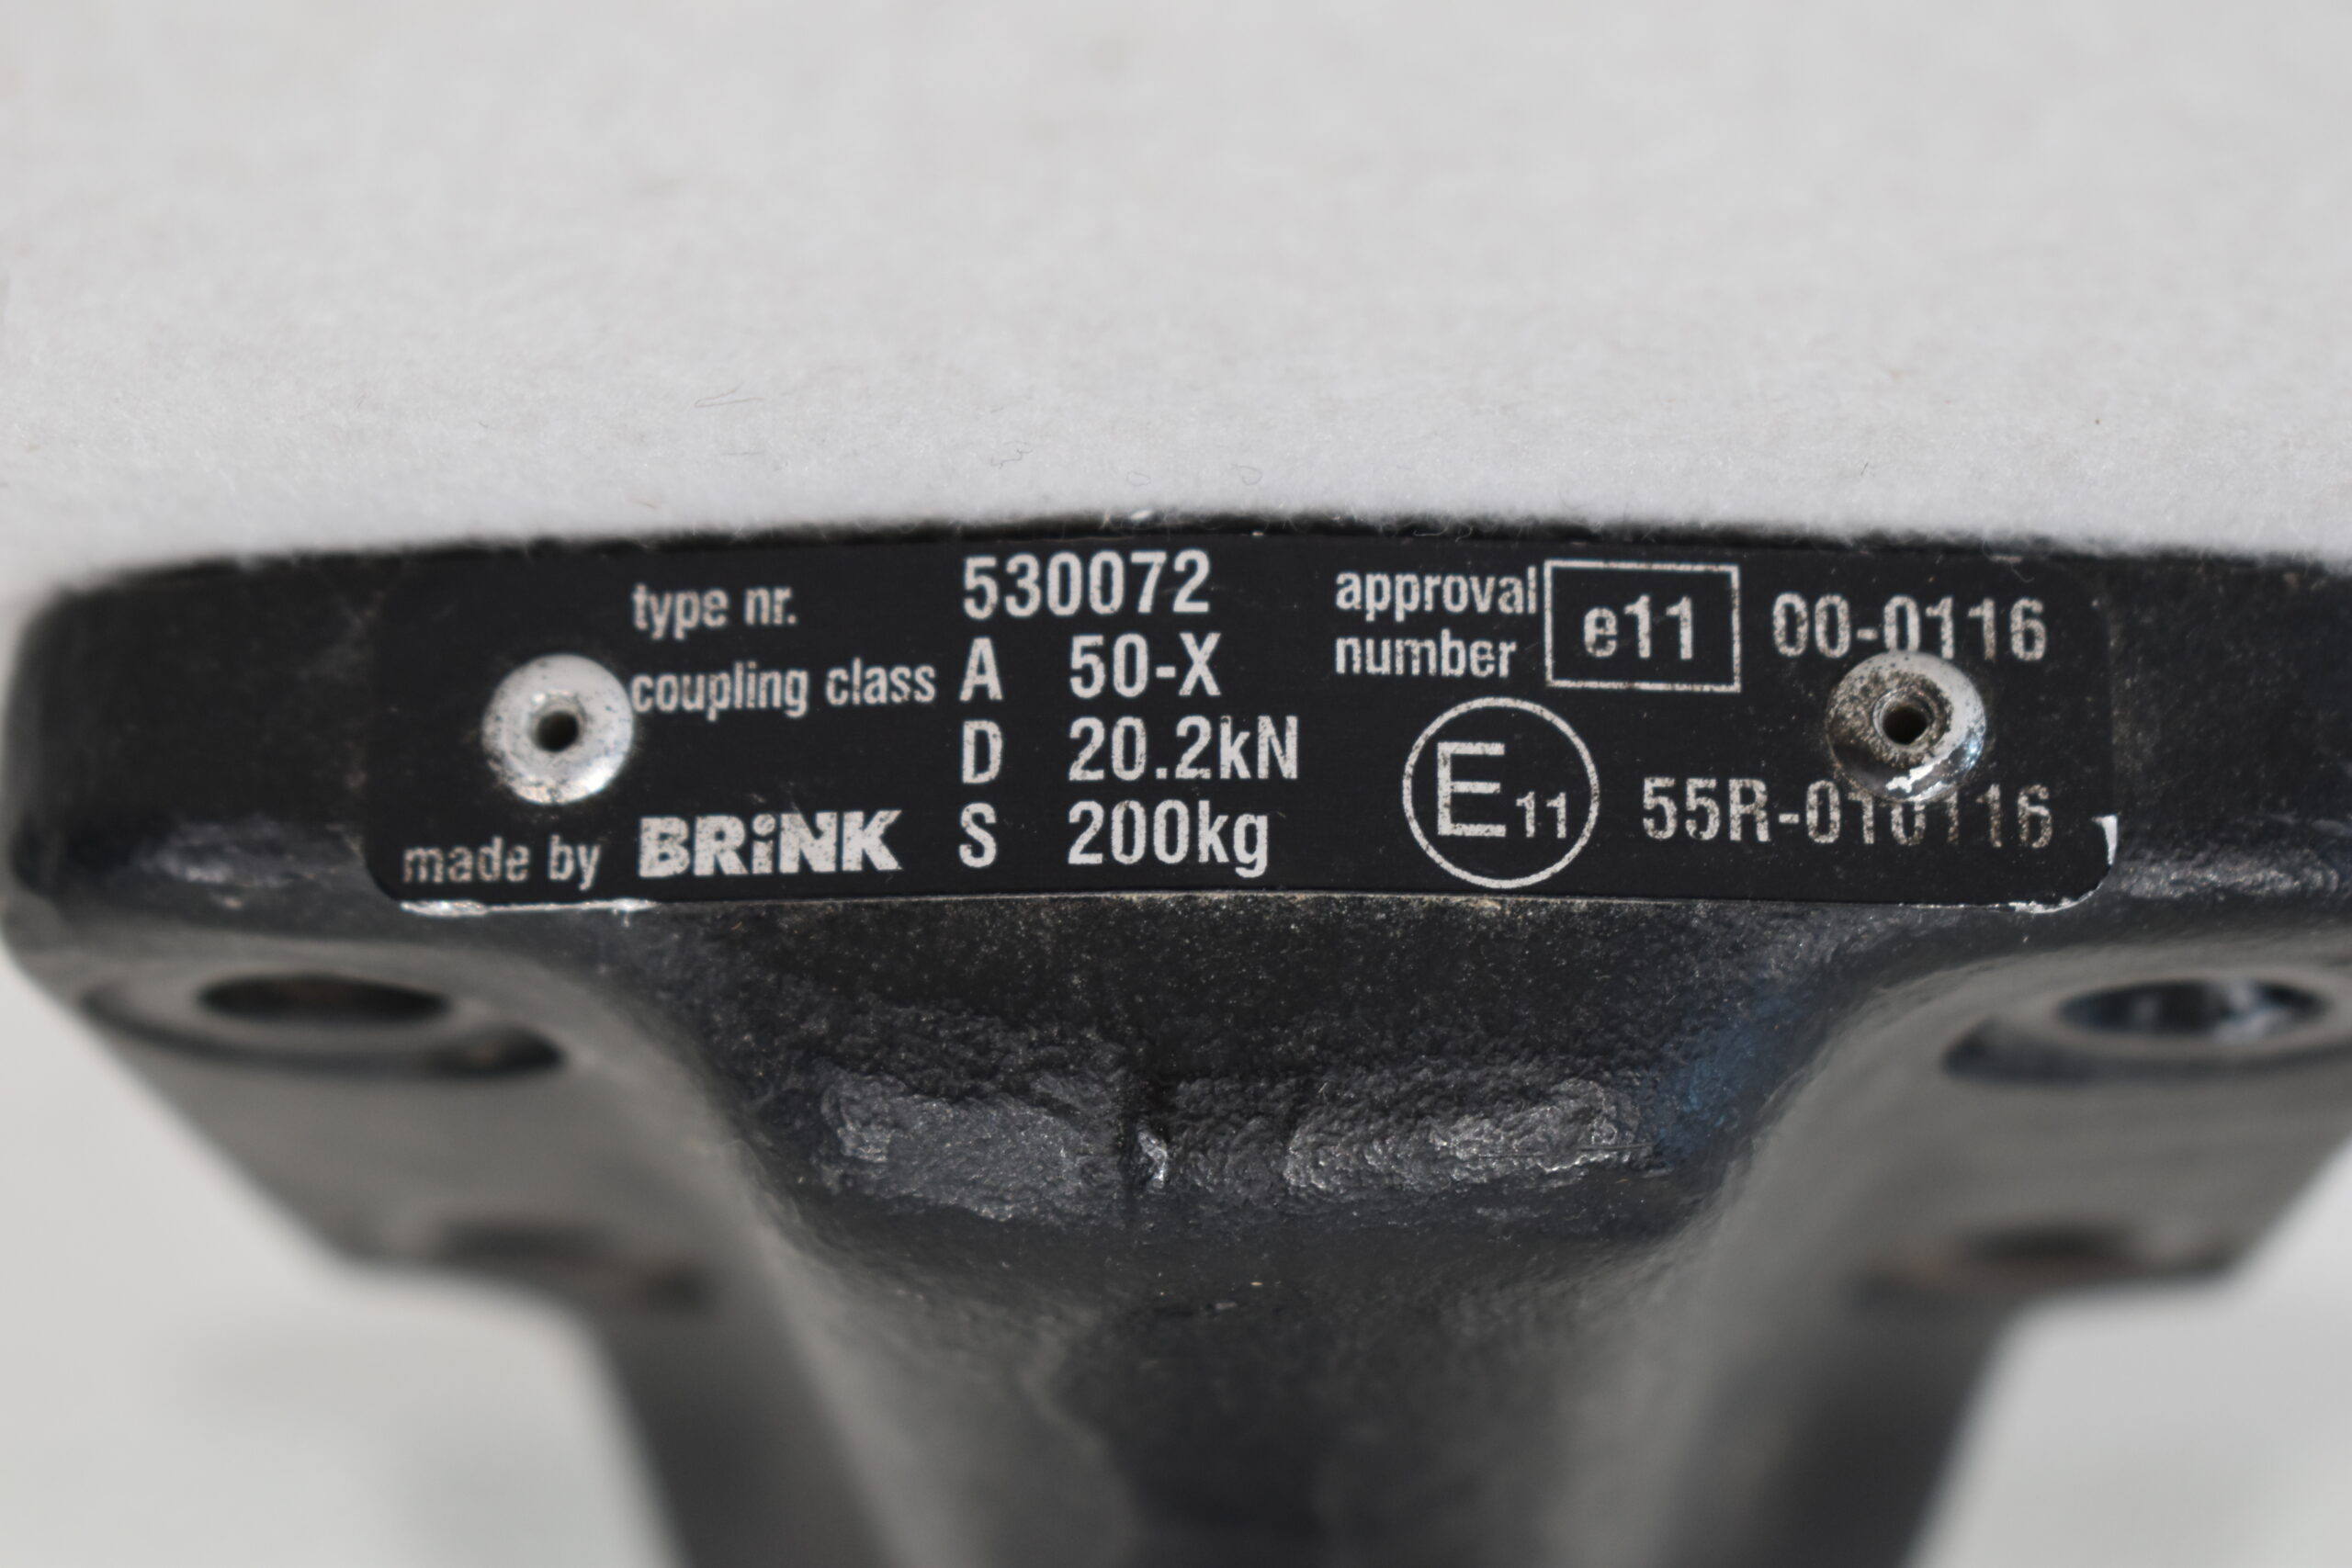 type nr. 530072
coupling class A 50-X
D 20.2kN
made by BRiNK S 200kg
approval number e11 00-0116
E11 55R-010116